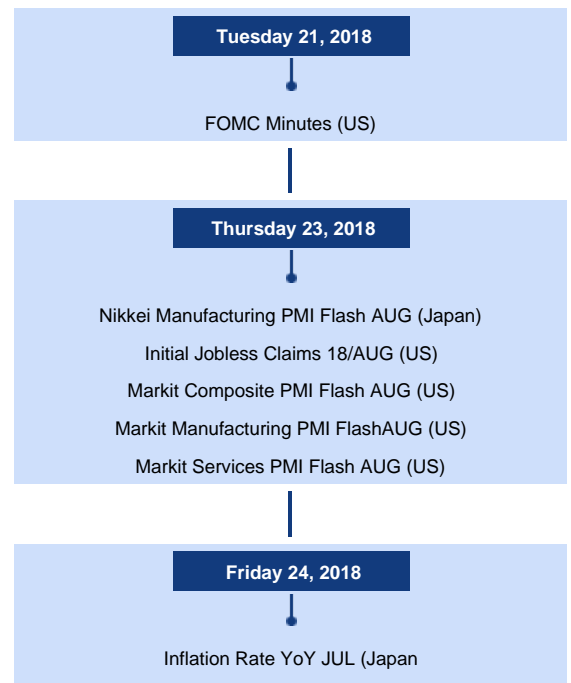 Tuesday 21, 2018
FOMC Minutes (US)
Thursday 23, 2018
Nikkei Manufacturing PMI Flash AUG (Japan)
Initial Jobless Claims 18/AUG (US)
Markit Composite PMI Flash AUG (US)
Markit Manufacturing PMI FlashAUG (US)
Markit Services PMI Flash AUG (US)
Friday 24, 2018
Inflation Rate YoY JUL (Japan